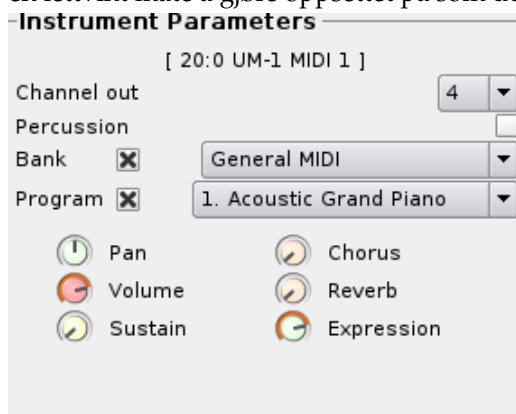 Instrument Parameters
[ 20:0 UM-1 MIDI 1 ]
Channel out 4
Percussion
Bank General MIDI
Program 1. Acoustic Grand Piano
Pan Chorus
Volume Reverb
Sustain Expression